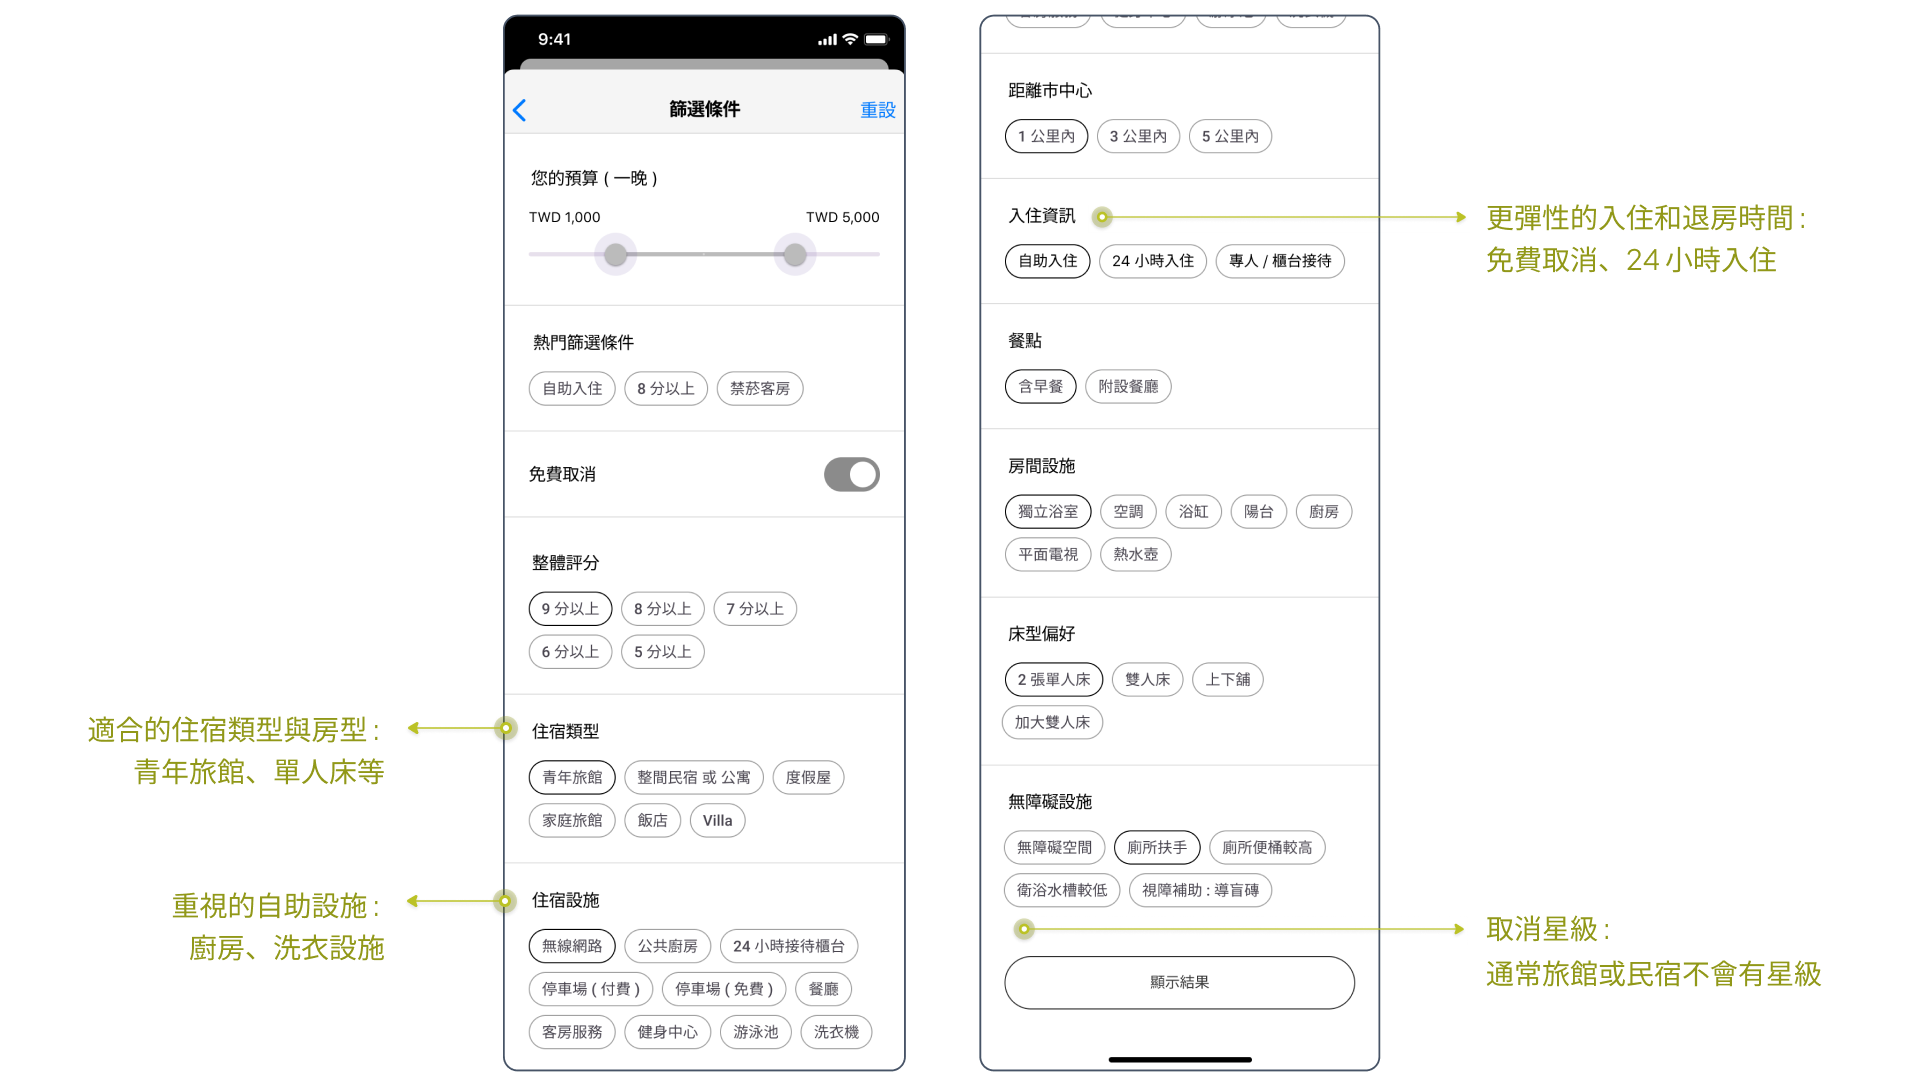 9:41
篩選條件
重設
您的預算 ( 一晚 )
TWD 1,000
TWD 5,000
熱門篩選條件
自助入住
8 分以上
禁菸客房
免費取消
整體評分
9 分以上
8 分以上
7 分以上
6 分以上
5 分以上
適合的住宿類型與房型 :
青年旅館、單人床等
住宿類型
青年旅館
整間民宿 或 公寓
度假屋
家庭旅館
飯店
Villa
重視的自助設施 :
廚房、洗衣設施
住宿設施
無線網路
公共廚房
24 小時接待櫃台
停車場 ( 付費 )
停車場 ( 免費 )
餐廳
客房服務
健身中心
游泳池
洗衣機
距離市中心
1 公里內
3 公里內
5 公里內
入住資訊
自助入住
24 小時入住
專人 / 櫃台接待
更彈性的入住和退房時間 :
免費取消、24 小時入住
餐點
含早餐
附設餐廳
房間設施
獨立浴室
空調
浴缸
陽台
廚房
平面電視
熱水壺
床型偏好
2 張單人床
雙人床
上下舖
加大雙人床
無障礙設施
無障礙空間
廁所扶手
廁所便桶較高
衛浴水槽較低
視障補助 : 導盲磚
取消星級 :
通常旅館或民宿不會有星級
顯示結果